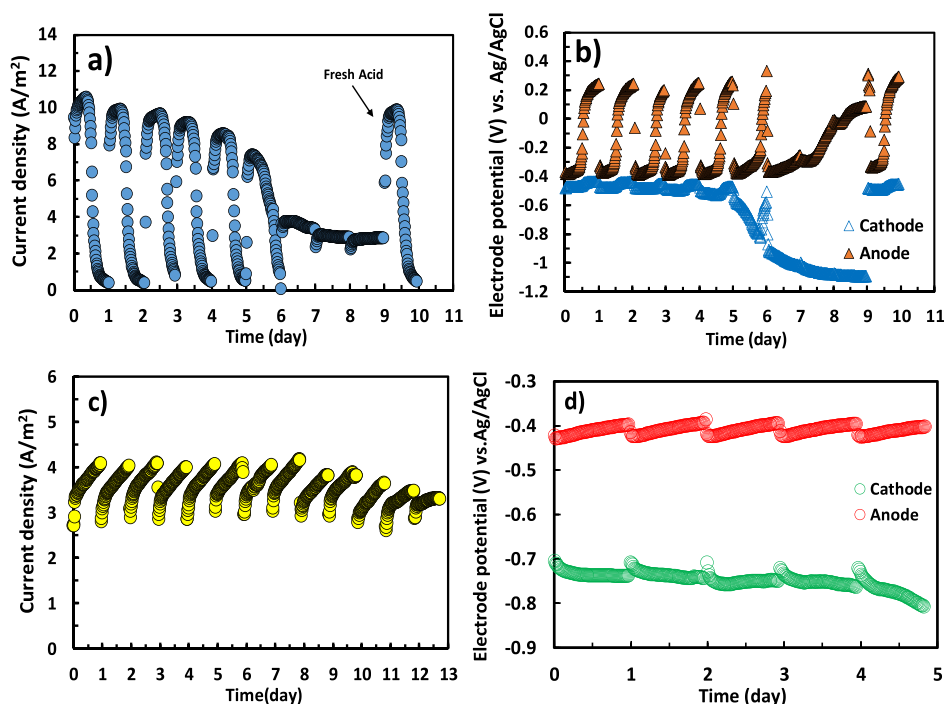 a)
Fresh Acid
Current density (A/m²)
14
12
10
8
6
4
2
0
0 1 2 3 4 5 6 7 8 9 10 11
Time (day)
b)
Electrode potential (V) vs. Ag/AgCl
0.6
0.4
0.2
0
-0.2
-0.4
-0.6
-0.8
-1
-1.2
Cathode
Anode
0 1 2 3 4 5 6 7 8 9 10 11
Time (day)
c)
Current density (A/m²)
6
5
4
3
2
1
0
0 1 2 3 4 5 6 7 8 9 10 11 12 13
Time(day)
d)
Electrode potential (V) vs.Ag/AgCl
-0.3
-0.4
-0.5
-0.6
-0.7
-0.8
-0.9
Cathode
Anode
0 1 2 3 4 5
Time (day)